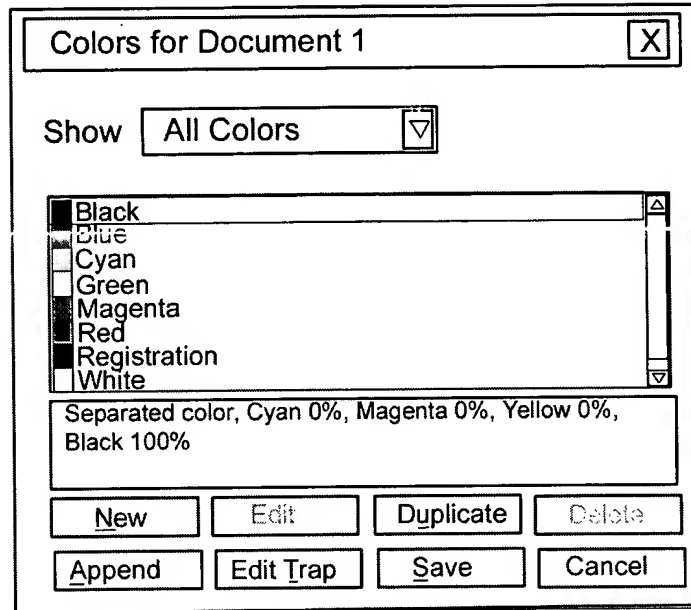 Colors for Document 1 X
Show All Colors
Black
Blue
Cyan
Green
Magenta
Red
Registration
White
Separated color, Cyan 0%, Magenta 0%, Yellow 0%,
Black 100%
New Edit Duplicate Delete
Append Edit Trap Save Cancel